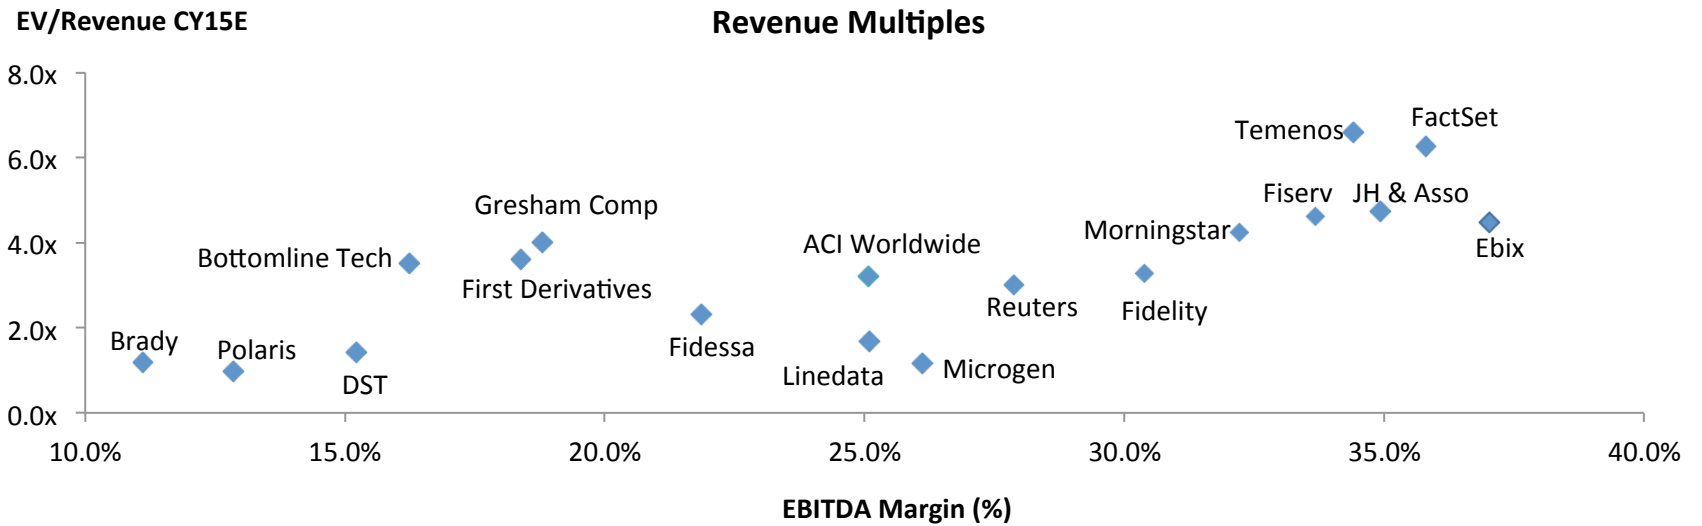 EV/Revenue CY15E
Revenue Multiples
8.0x
6.0x
4.0x
2.0x
0.0x
Temenos
FactSet
Fiserv
JH & Asso
Gresham Comp
Morningstar
ACI Worldwide
Ebix
Bottomline Tech
First Derivatives
Reuters
Fidelity
Brady
Polaris
Fidessa
DST
Linedata
Microgen
10.0%
15.0%
20.0%
25.0%
30.0%
35.0%
40.0%
EBITDA Margin (%)